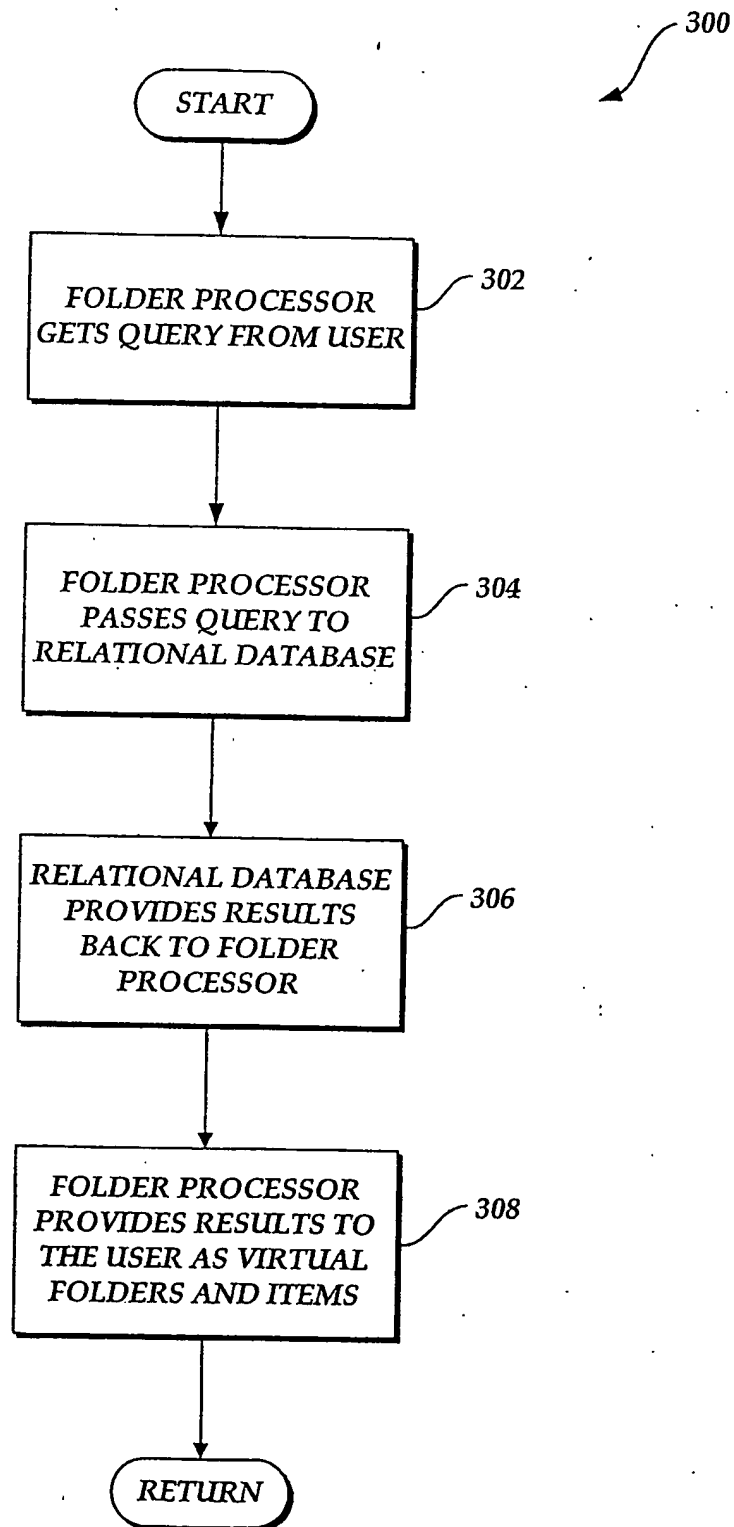 300
START
FOLDER PROCESSOR
GETS QUERY FROM USER
302
FOLDER PROCESSOR
PASSES QUERY TO
RELATIONAL DATABASE
304
RELATIONAL DATABASE
PROVIDES RESULTS
BACK TO FOLDER
PROCESSOR
306
FOLDER PROCESSOR
PROVIDES RESULTS TO
THE USER AS VIRTUAL
FOLDERS AND ITEMS
308
RETURN